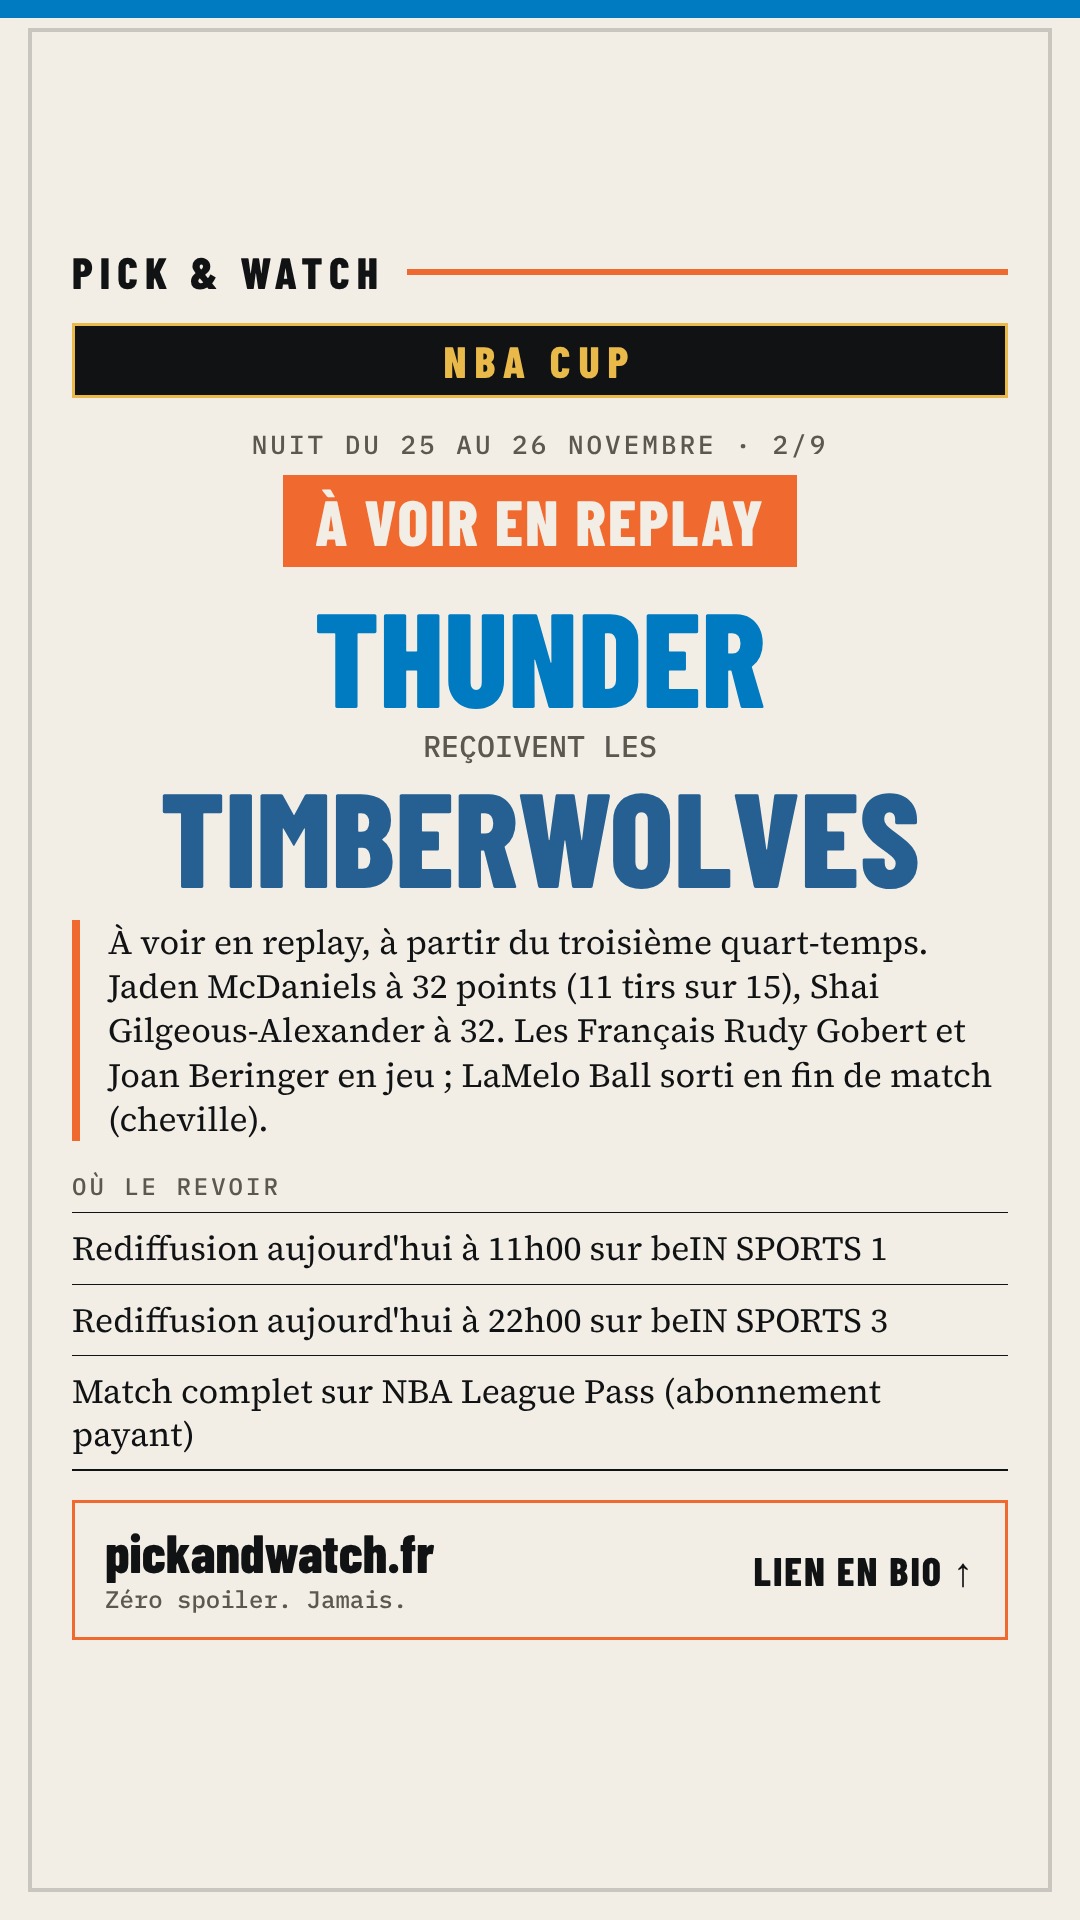 PICK & WATCH
NBA CUP
NUIT DU 25 AU 26 NOVEMBRE · 2/9
À VOIR EN REPLAY
THUNDER
REÇOIVENT LES
TIMBERWOLVES
À voir en replay, à partir du troisième quart-temps.
Jaden McDaniels à 32 points (11 tirs sur 15), Shai
Gilgeous-Alexander à 32. Les Français Rudy Gobert et
Joan Beringer en jeu ; LaMelo Ball sorti en fin de match
(cheville).
OÙ LE REVOIR
Rediffusion aujourd'hui à 11h00 sur beIN SPORTS 1
Rediffusion aujourd'hui à 22h00 sur beIN SPORTS 3
Match complet sur NBA League Pass (abonnement
payant)
pickandwatch.fr
Zéro spoiler. Jamais.
LIEN EN BIO ↑